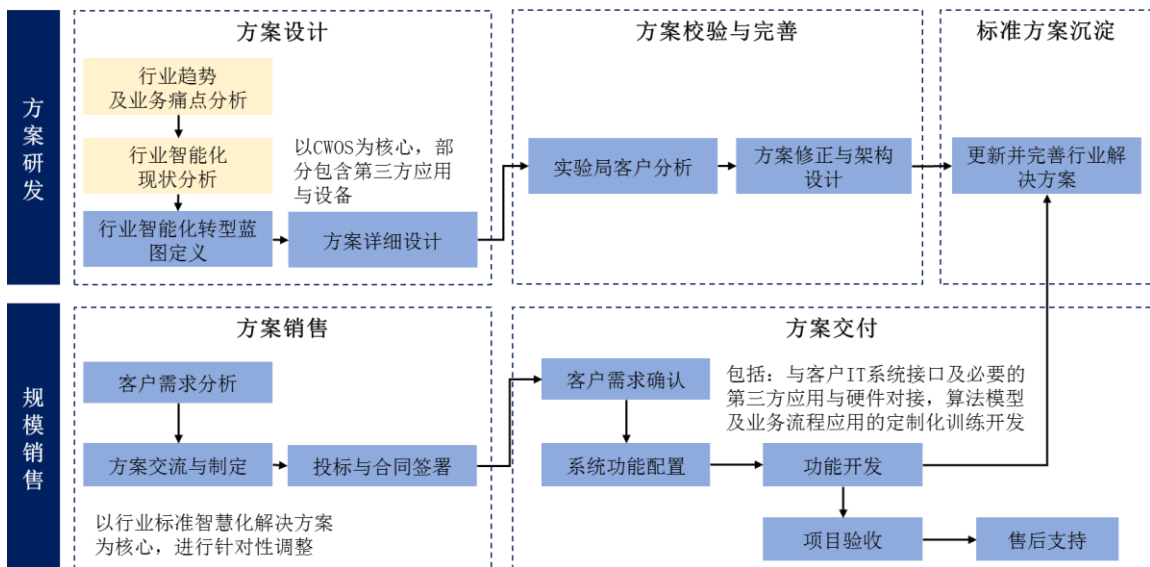 方案研发
方案设计
行业趋势
及业务痛点分析
行业智能化
现状分析
行业智能化转型蓝
图定义
以CWOS为核心，部
分包含第三方应用
与设备
方案详细设计
方案校验与完善
实验局客户分析
方案修正与架构
设计
标准方案沉淀
更新并完善行业解
决方案
规模销售
方案销售
客户需求分析
方案交流与制定
投标与合同签署
以行业标准智慧化解决方案
为核心，进行针对性调整
方案交付
客户需求确认
包括：与客户IT系统接口及必要的
第三方应用与硬件对接，算法模型
及业务流程应用的定制化训练开发
系统功能配置
功能开发
项目验收
售后支持